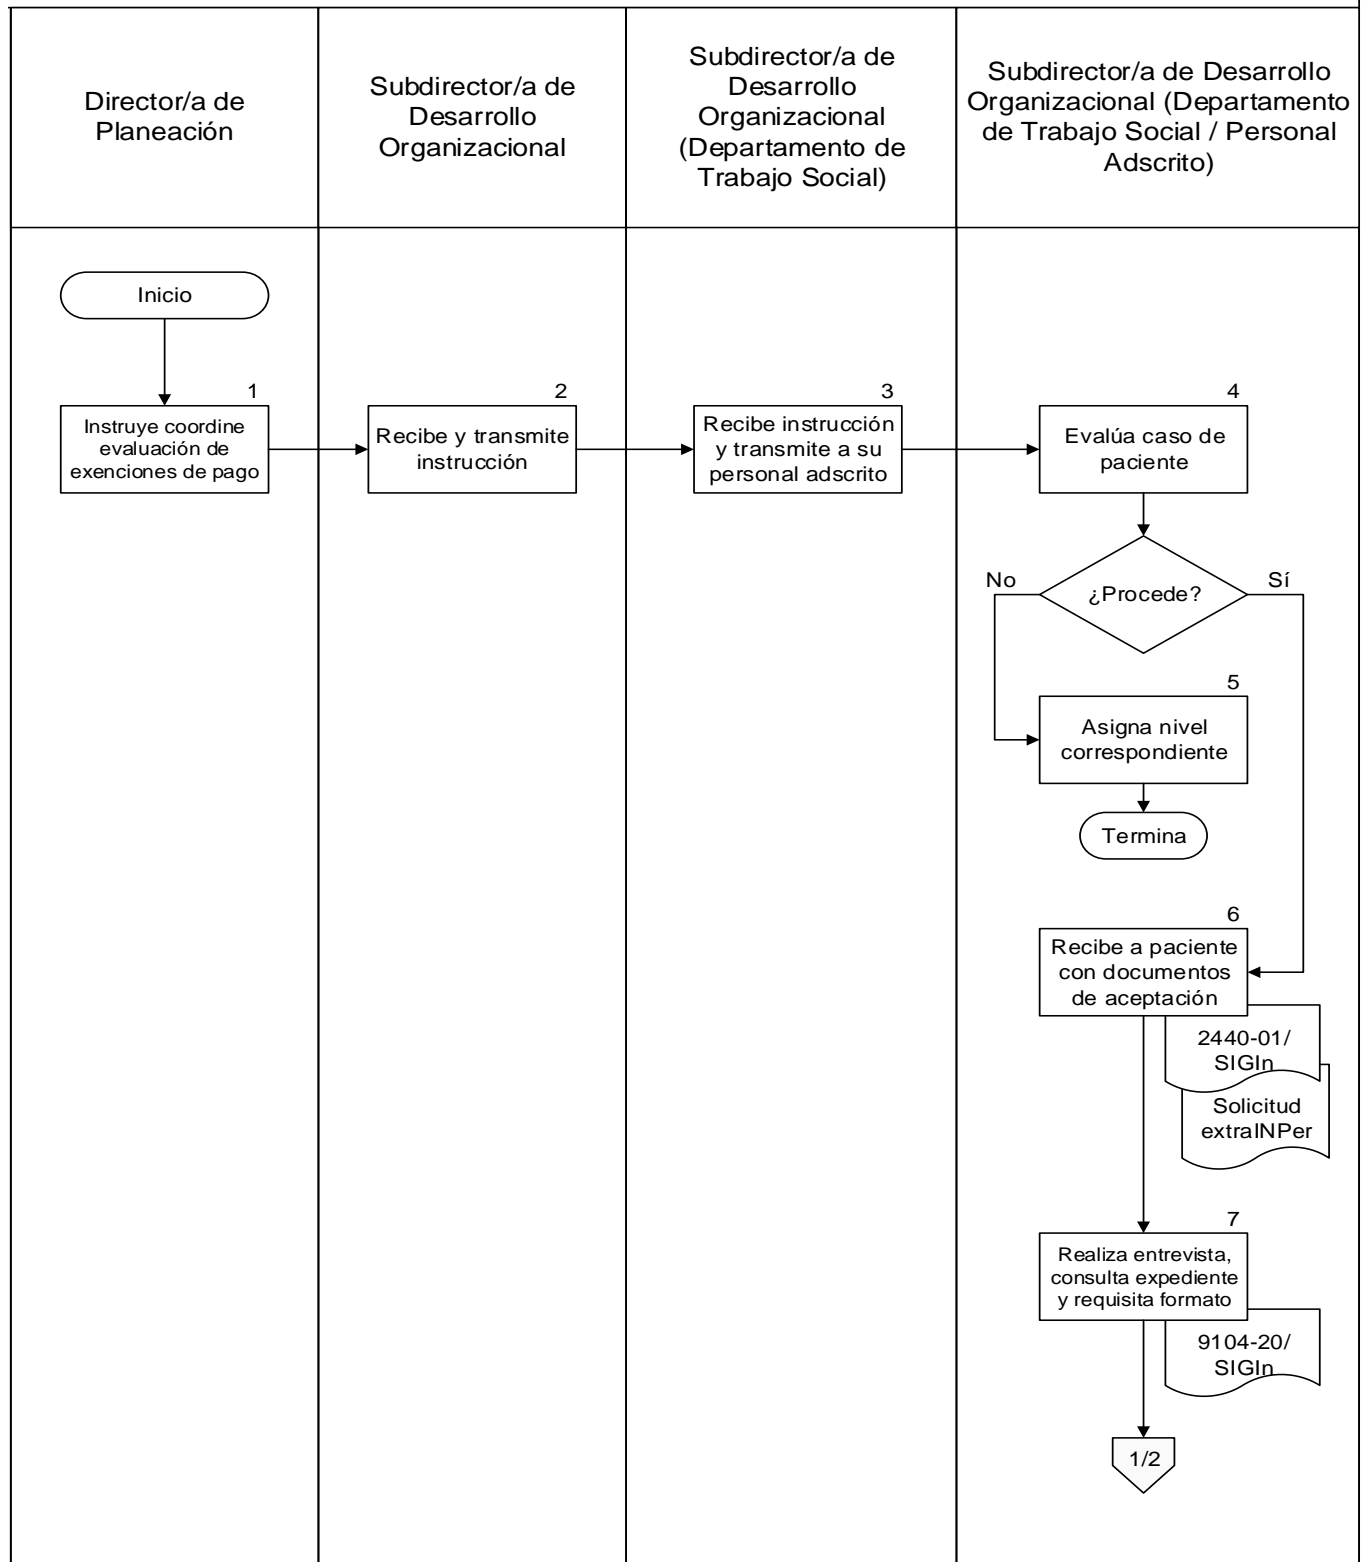 Director/a de
Planeación
Subdirector/a de
Desarrollo
Organizacional
Subdirector/a de
Desarrollo
Organizacional
(Departamento de
Trabajo Social)
Subdirector/a de Desarrollo
Organizacional (Departamento
de Trabajo Social / Personal
Adscrito)
Inicio
1
Instruye coordine
evaluación de
exenciones de pago
2
Recibe y transmite
instrucción
3
Recibe instrucción
y transmite a su
personal adscrito
4
Evalúa caso de
paciente
No
¿Procede?
Sí
5
Asigna nivel
correspondiente
Termina
6
Recibe a paciente
con documentos
de aceptación
2440-01/
SIGIn
Solicitud
extraINPer
7
Realiza entrevista,
consulta expediente
y requisita formato
9104-20/
SIGIn
1/2